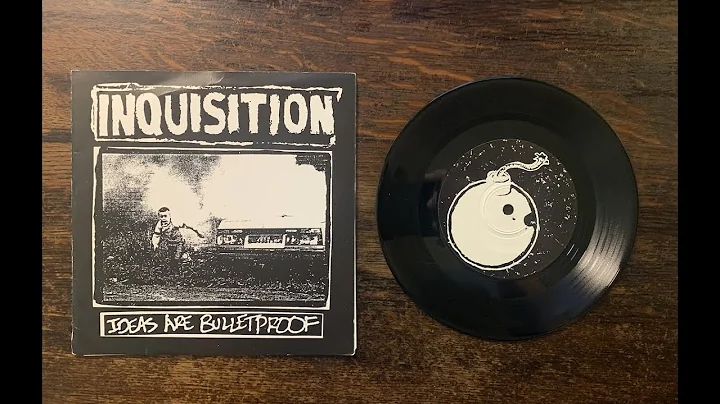 INQUISITION
IDEAS ARE BULLETPROOF